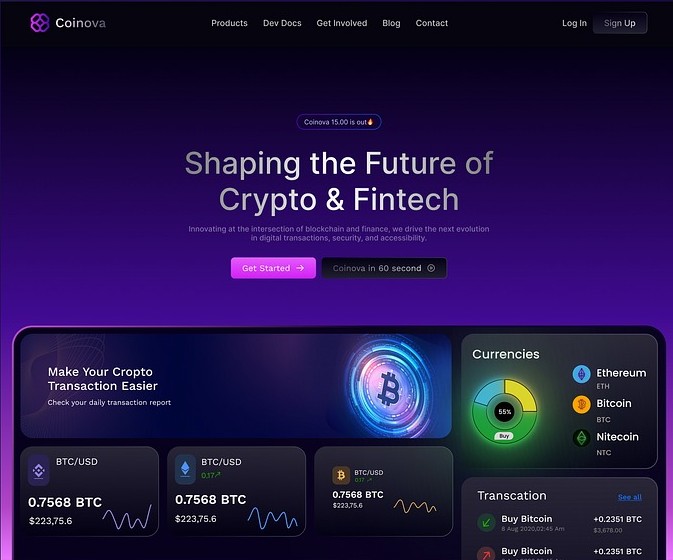 Coinova
Products Dev Docs Get Involved Blog Contact
Log In Sign Up
Coinova 15.00 is out🔥
Shaping the Future of
Crypto & Fintech
Innovating at the intersection of blockchain and finance, we drive the next evolution
in digital transactions, security, and accessibility.
Get Started →
Coinova in 60 second
Make Your Cropto
Transaction Easier
Check your daily transaction report
BTC/USD
0.7568 BTC
$223,75.6
BTC/USD
0.17↗
0.7568 BTC
$223,75.6
BTC/USD
0.17 ↗
0.7568 BTC
$223,75.6
Currencies
55%
Buy
Ethereum
ETH
Bitcoin
BTC
Nitecoin
NTC
Transcation
See all
Buy Bitcoin +0.2351 BTC
6 Aug 2020,02:45 Am $3,678.00
Buy Bitcoin +0.2351 BTC